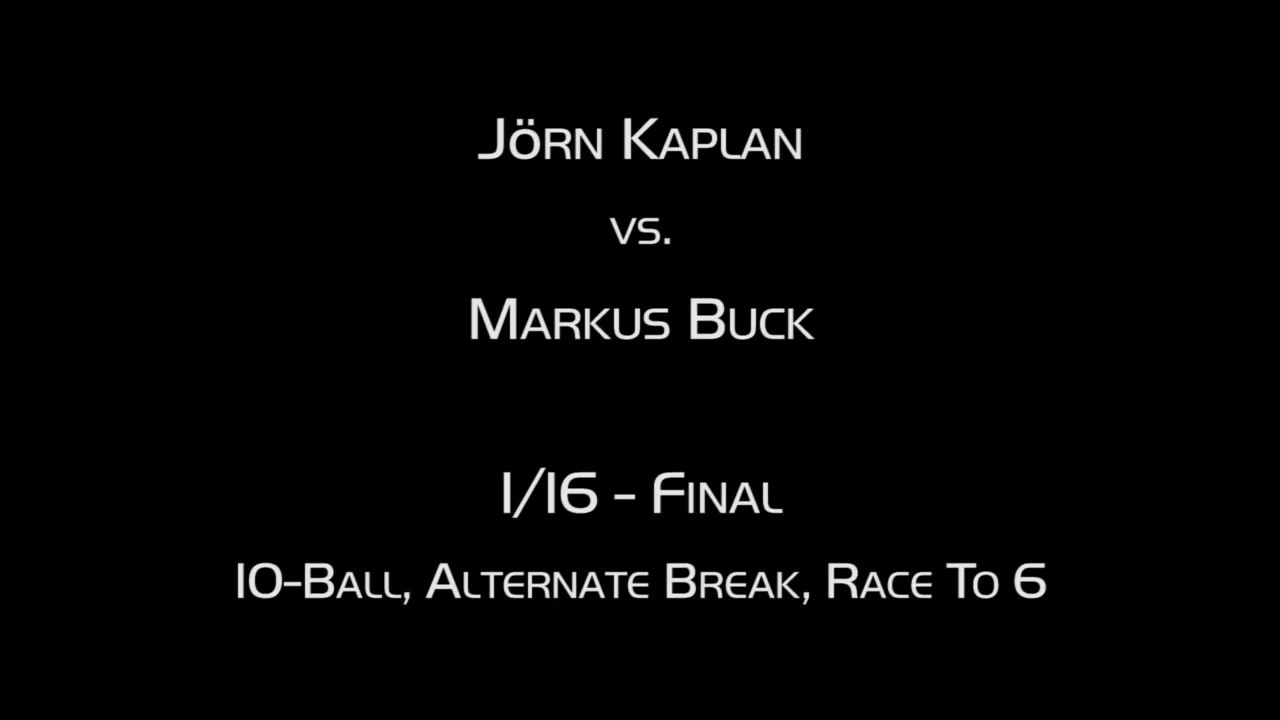 Jörn Kaplan
vs.
Markus Buck
1/16 - Final
10-Ball, Alternate Break, Race To 6